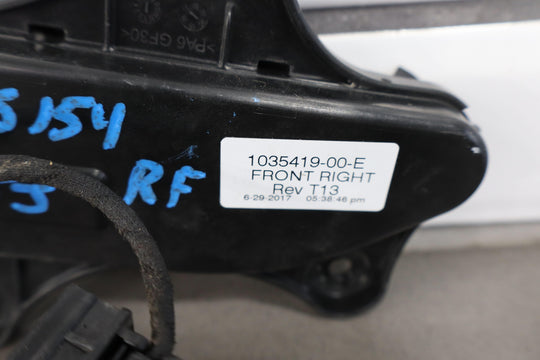 >PA6 GF30<
S154
RF
J
1035419-00-E
FRONT RIGHT
Rev T13
6-29-2017 05:38:46 pm